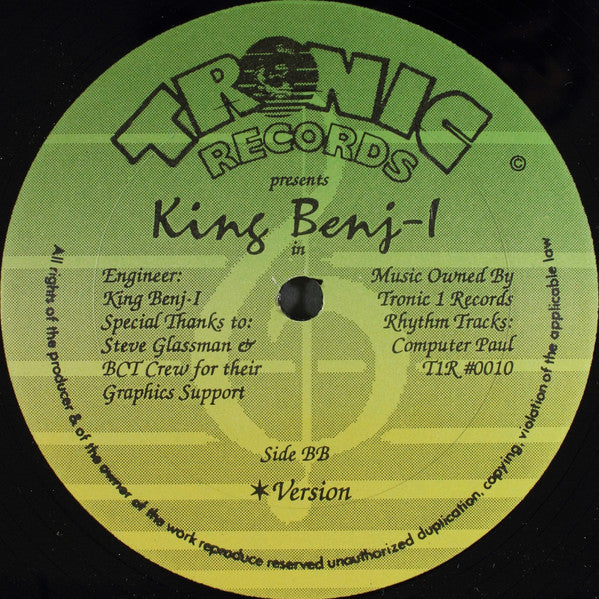 TRONIC
RECORDS
©
presents
King Benj-I
in
Engineer:
King Benj-I
Special Thanks to:
Steve Glassman &
BCT Crew for their
Graphics Support
Music Owned By
Tronic 1 Records
Rhythm Tracks:
Computer Paul
T1R #0010
Side BB
✶Version
All rights of the producer & of the owner of the work reproduce reserved unauthorized duplication, copying, violation of the applicable law